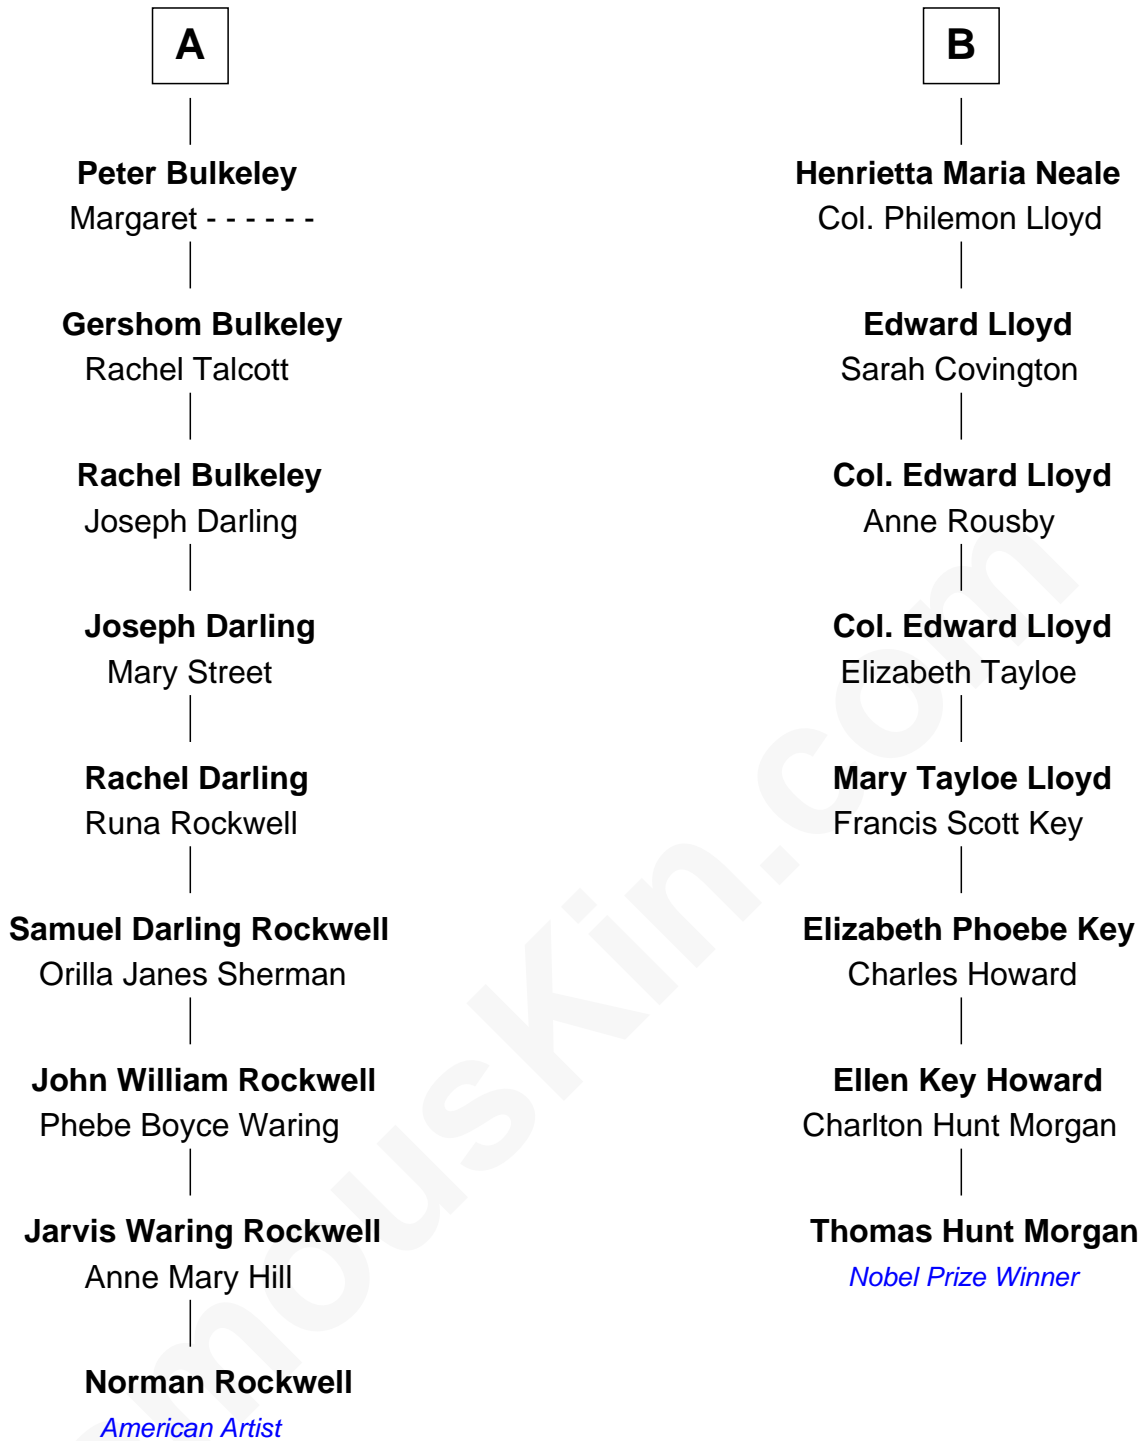 A
Peter Bulkeley
Margaret - - - - - -
Gershom Bulkeley
Rachel Talcott
Rachel Bulkeley
Joseph Darling
Joseph Darling
Mary Street
Rachel Darling
Runa Rockwell
Samuel Darling Rockwell
Orilla Janes Sherman
John William Rockwell
Phebe Boyce Waring
Jarvis Waring Rockwell
Anne Mary Hill
Norman Rockwell
American Artist
B
Henrietta Maria Neale
Col. Philemon Lloyd
Edward Lloyd
Sarah Covington
Col. Edward Lloyd
Anne Rousby
Col. Edward Lloyd
Elizabeth Tayloe
Mary Tayloe Lloyd
Francis Scott Key
Elizabeth Phoebe Key
Charles Howard
Ellen Key Howard
Charlton Hunt Morgan
Thomas Hunt Morgan
Nobel Prize Winner
mouskin.com